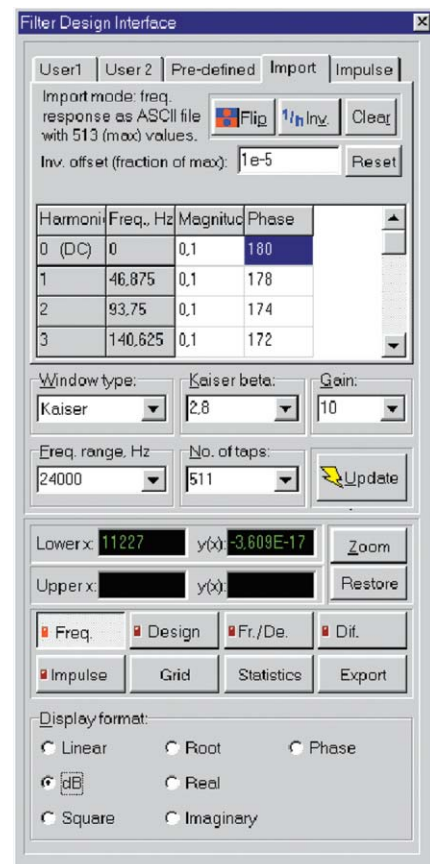 Filter Design Interface
User1 User 2 Pre-defined Import Impulse
Import mode: freq.
response as ASCII file
with 513 (max) values.
Flip 1/h Inv. Clear
Inv. offset (fraction of max): 1e-5 Reset
Harmoni Freq., Hz Magnituc Phase
0 (DC) 0 0,1 180
1 46,875 0,1 178
2 93,75 0,1 174
3 140,625 0,1 172
Window type: Kaiser beta: Gain:
Kaiser 2,8 10
Freq. range, Hz No. of taps:
24000 511 Update
Lower x: 11227 y(x): -3,609E-17 Zoom
Upper x: y(x): Restore
Freq. Design Fr./De. Dif.
Impulse Grid Statistics Export
Display format:
Linear Root Phase
dB Real
Square Imaginary